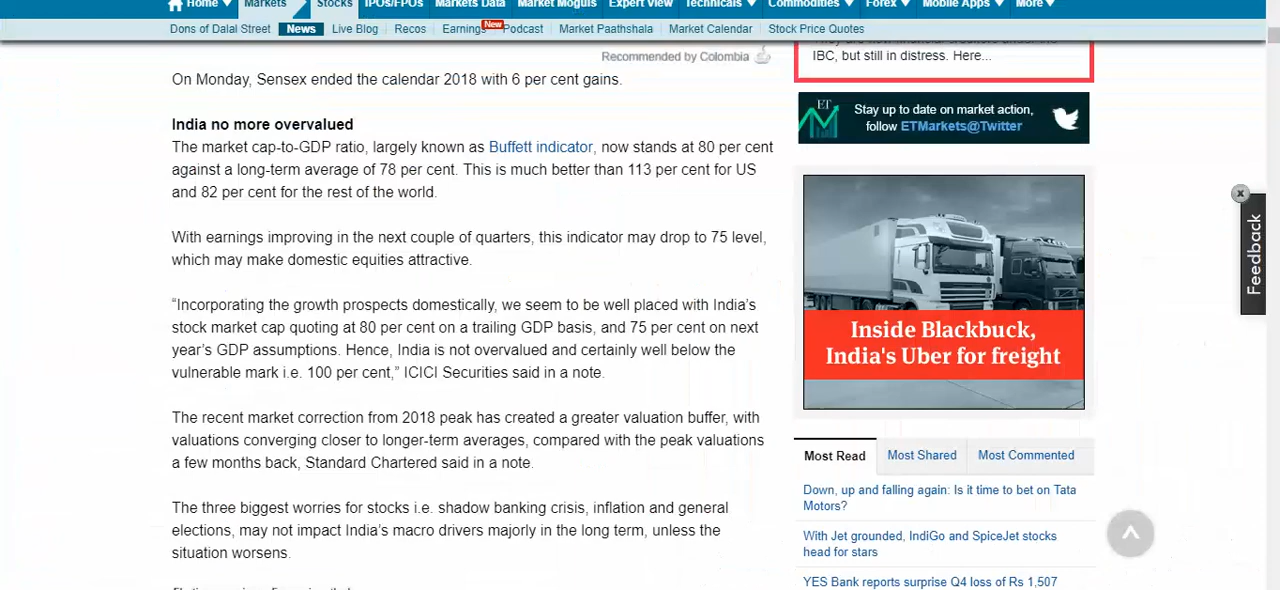 Home Markets Stocks IPOs/FPOs Markets Data Market Moguls Expert View Technicals Commodities Forex Mobile Apps More
Dons of Dalal Street News Live Blog Recos Earnings New Podcast Market Paathshala Market Calendar Stock Price Quotes
Recommended by Colombia
On Monday, Sensex ended the calendar 2018 with 6 per cent gains.
India no more overvalued
The market cap-to-GDP ratio, largely known as Buffett indicator, now stands at 80 per cent
against a long-term average of 78 per cent. This is much better than 113 per cent for US
and 82 per cent for the rest of the world.
With earnings improving in the next couple of quarters, this indicator may drop to 75 level,
which may make domestic equities attractive.
“Incorporating the growth prospects domestically, we seem to be well placed with India’s
stock market cap quoting at 80 per cent on a trailing GDP basis, and 75 per cent on next
year’s GDP assumptions. Hence, India is not overvalued and certainly well below the
vulnerable mark i.e. 100 per cent,” ICICI Securities said in a note.
The recent market correction from 2018 peak has created a greater valuation buffer, with
valuations converging closer to longer-term averages, compared with the peak valuations
a few months back, Standard Chartered said in a note.
The three biggest worries for stocks i.e. shadow banking crisis, inflation and general
elections, may not impact India’s macro drivers majorly in the long term, unless the
situation worsens.
IBC, but still in distress. Here...
ET
Stay up to date on market action,
follow ETMarkets@Twitter
Inside Blackbuck,
India's Uber for freight
Most Read Most Shared Most Commented
Down, up and falling again: Is it time to bet on Tata
Motors?
With Jet grounded, IndiGo and SpiceJet stocks
head for stars
YES Bank reports surprise Q4 loss of Rs 1,507
Feedback